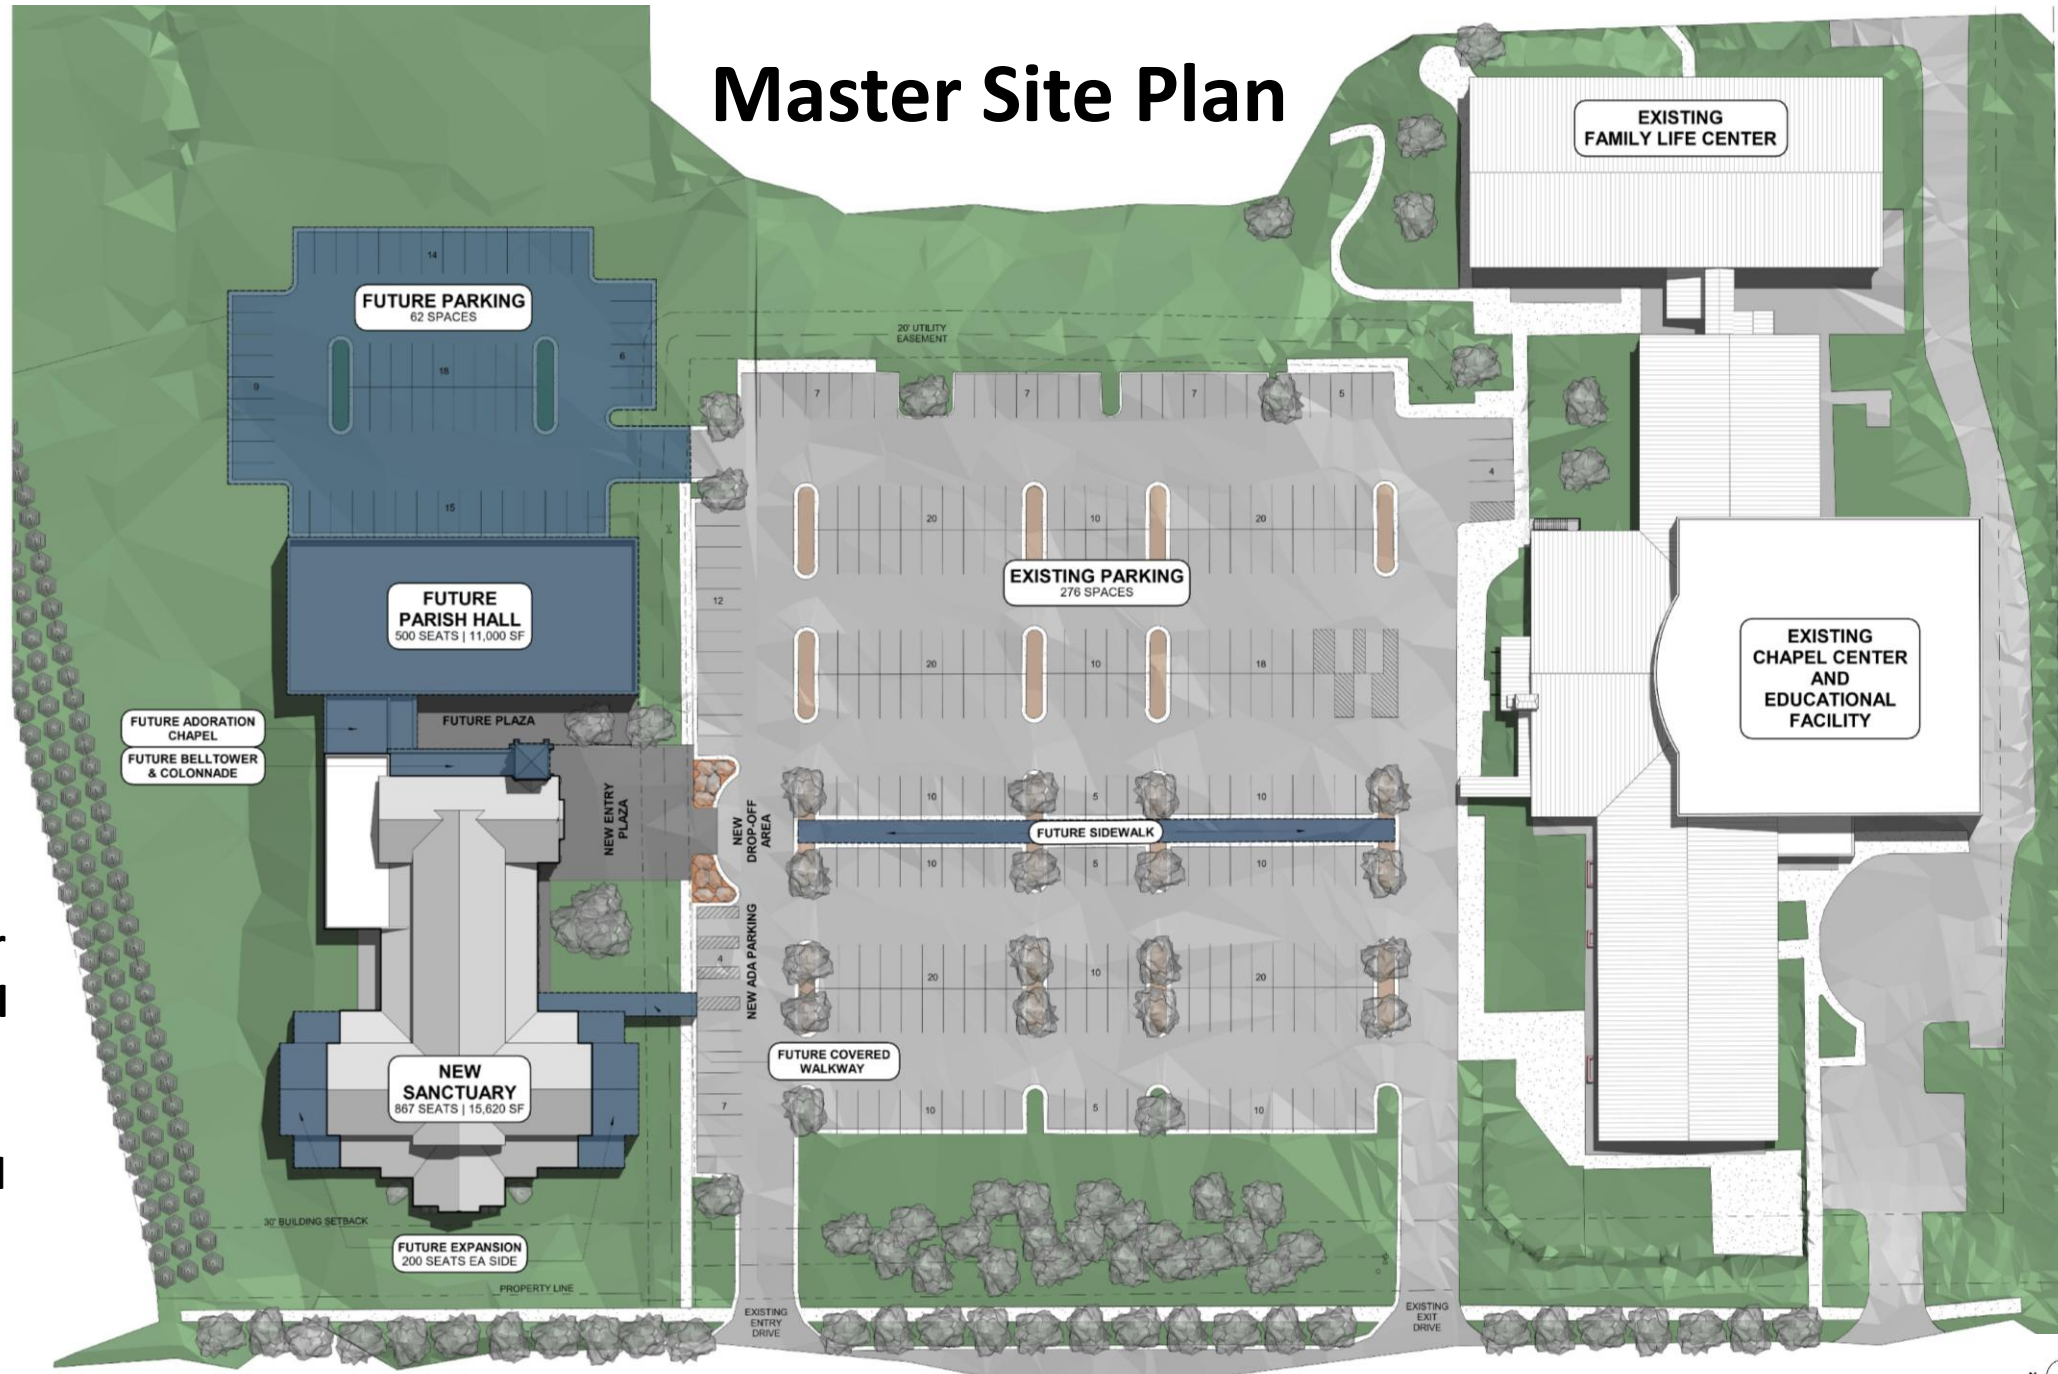 Master Site Plan
EXISTING
FAMILY LIFE CENTER
14
FUTURE PARKING
62 SPACES
20' UTILITY
EASEMENT
6
18
9
7
7
7
5
4
15
20
10
20
EXISTING PARKING
276 SPACES
12
FUTURE
PARISH HALL
500 SEATS | 11,000 SF
EXISTING
CHAPEL CENTER
AND
EDUCATIONAL
FACILITY
20
10
18
FUTURE ADORATION
CHAPEL
FUTURE PLAZA
FUTURE BELLTOWER
& COLONNADE
NEW ENTRY
PLAZA
NEW
DROP-OFF
AREA
10
5
10
FUTURE SIDEWALK
10
5
10
NEW ADA PARKING
4
20
10
20
FUTURE COVERED
WALKWAY
NEW
SANCTUARY
867 SEATS | 15,620 SF
7
10
5
10
30' BUILDING SETBACK
FUTURE EXPANSION
200 SEATS EA SIDE
PROPERTY LINE
EXISTING
ENTRY
DRIVE
EXISTING
EXIT
DRIVE